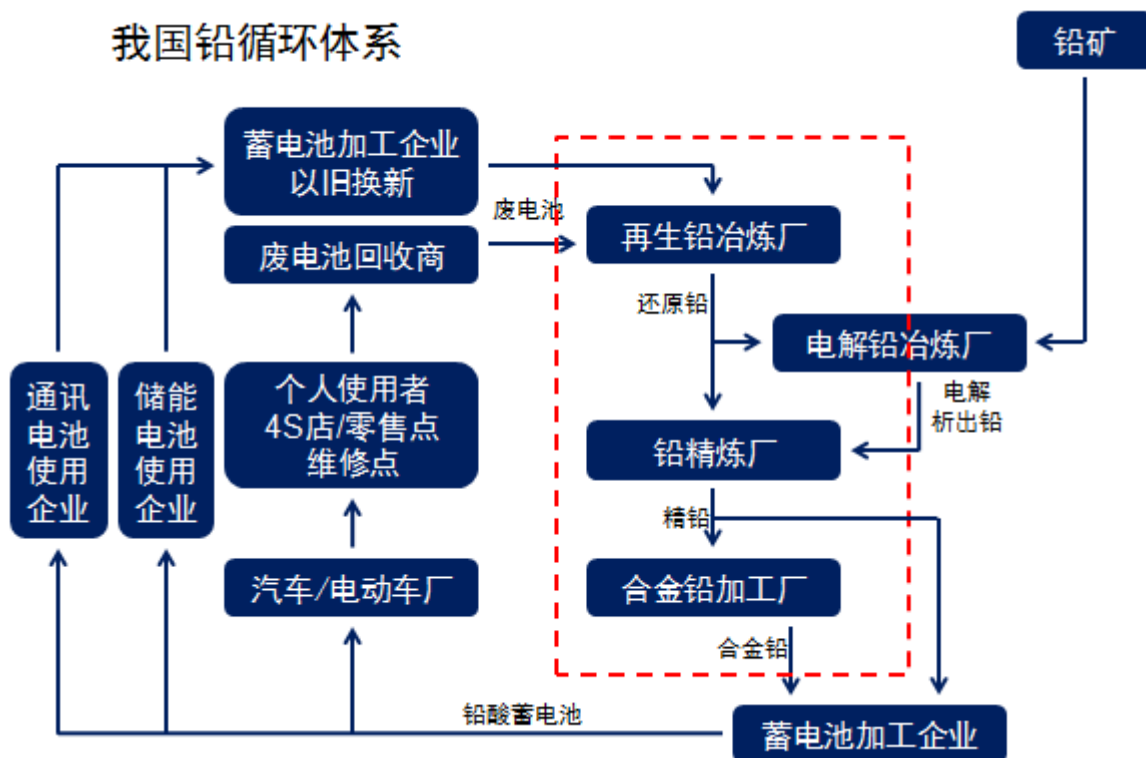 我国铅循环体系
铅矿
蓄电池加工企业
以旧换新
废电池
再生铅冶炼厂
废电池回收商
还原铅
电解铅冶炼厂
通讯
电池
使用
企业
储能
电池
使用
企业
个人使用者
4S店/零售点
维修点
电解
析出铅
铅精炼厂
精铅
汽车/电动车厂
合金铅加工厂
合金铅
铅酸蓄电池
蓄电池加工企业